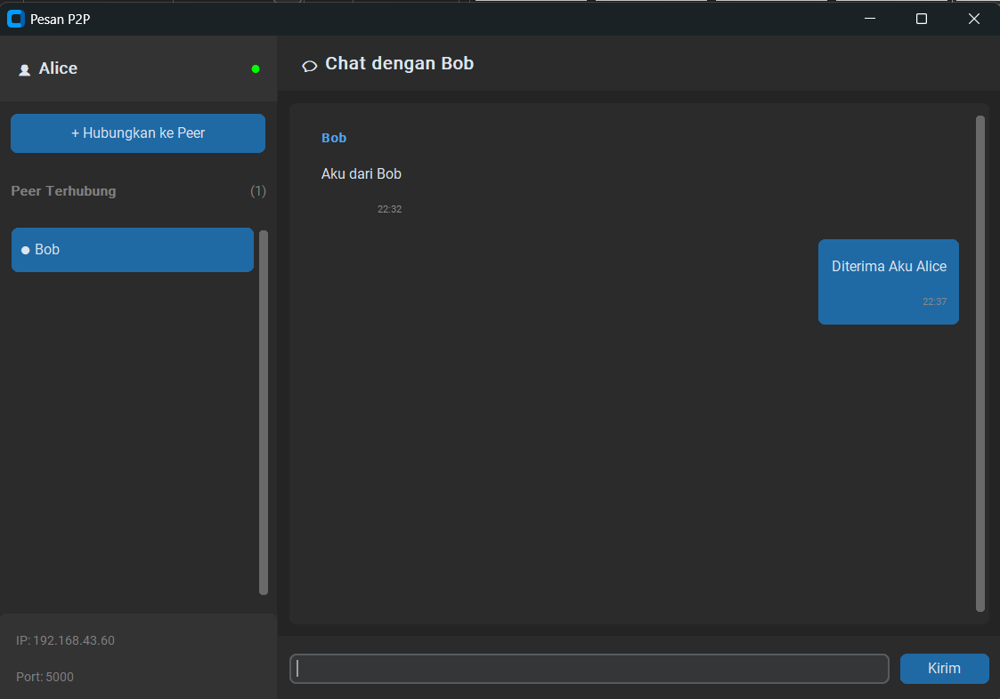 Pesan P2P
Alice
+ Hubungkan ke Peer
Peer Terhubung (1)
Bob
IP: 192.168.43.60
Port: 5000
Chat dengan Bob
Bob
Aku dari Bob
22:32
Diterima Aku Alice
22:37
Kirim